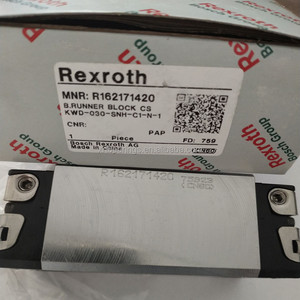 Rexroth
Bosch Group
Rexroth
MNR: R162171420
B.RUNNER BLOCK CS
KWD-030-SNH-C1-N-1
CNR:
PAP
1 Piece FD: 759
Bosch Rexroth AG
Made in China
R162171420
Bosch Group